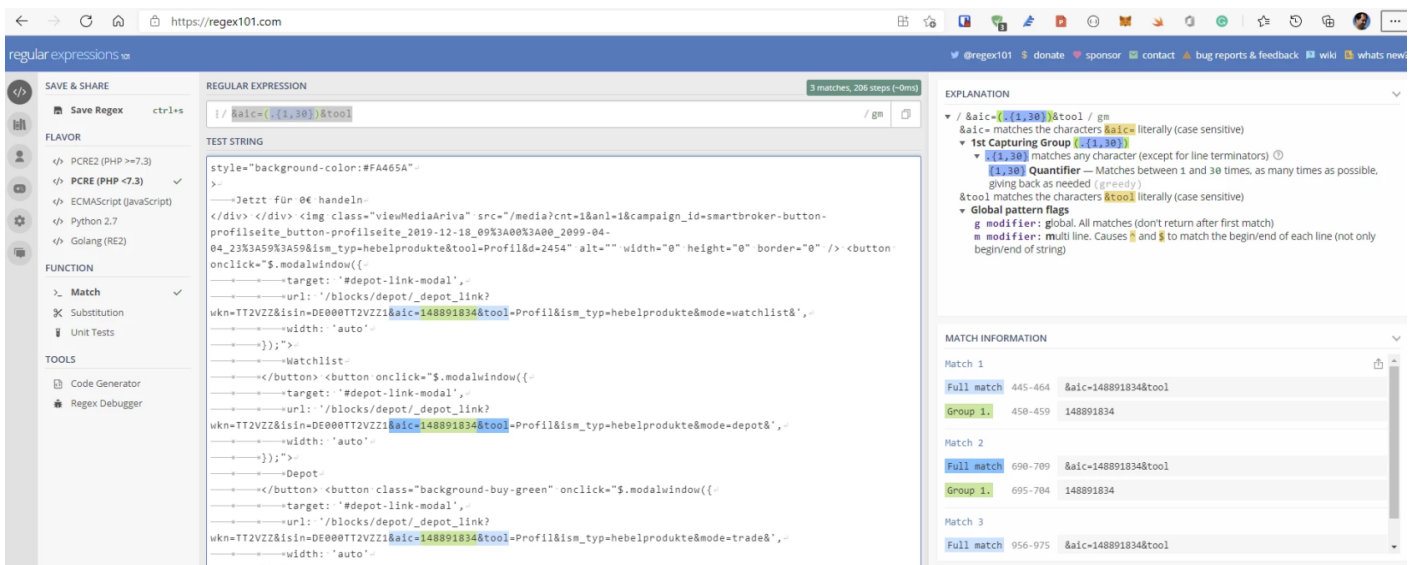 https://regex101.com
regular expressions 101
@regex101 $ donate sponsor contact bug reports & feedback wiki whats new?
SAVE & SHARE
Save Regex ctrl+s
FLAVOR
</> PCRE2 (PHP >=7.3)
</> PCRE (PHP <7.3)
</> ECMAScript (JavaScript)
</> Python 2.7
</> Golang (RE2)
FUNCTION
>_ Match
Substitution
Unit Tests
TOOLS
Code Generator
Regex Debugger
REGULAR EXPRESSION
3 matches, 206 steps (~0ms)
/ &aic=(.{1,30})&tool / gm
TEST STRING
style="background-color:#FA465A"
>
Jetzt für 0€ handeln
</div> </div> <img class="viewMediaAriva" src="/media?cnt=1&anl=1&campaign_id=smartbroker-button-
profilseite_button-profilseite_2019-12-18_09%3A00%3A00_2099-04-
04_23%3A59%3A59&ism_typ=hebelprodukte&tool=Profil&d=2454" alt="" width="0" height="0" border="0" /> <button
onclick="$.modalwindow({
target: '#depot-link-modal',
url: '/blocks/depot/_depot_link?
wkn=TT2VZZ&isin=DE000TT2VZZ1&aic=148891834&tool=Profil&ism_typ=hebelprodukte&mode=watchlist&',
width: 'auto'
});">
Watchlist
</button> <button onclick="$.modalwindow({
target: '#depot-link-modal',
url: '/blocks/depot/_depot_link?
wkn=TT2VZZ&isin=DE000TT2VZZ1&aic=148891834&tool=Profil&ism_typ=hebelprodukte&mode=depot&',
width: 'auto'
});">
Depot
</button> <button class="background-buy-green" onclick="$.modalwindow({
target: '#depot-link-modal',
url: '/blocks/depot/_depot_link?
wkn=TT2VZZ&isin=DE000TT2VZZ1&aic=148891834&tool=Profil&ism_typ=hebelprodukte&mode=trade&',
width: 'auto'
EXPLANATION
/ &aic=(.{1,30})&tool / gm
&aic= matches the characters &aic= literally (case sensitive)
1st Capturing Group (.{1,30})
.{1,30} matches any character (except for line terminators)
{1,30} Quantifier — Matches between 1 and 30 times, as many times as possible,
giving back as needed (greedy)
&tool matches the characters &tool literally (case sensitive)
Global pattern flags
g modifier: global. All matches (don't return after first match)
m modifier: multi line. Causes ^ and $ to match the begin/end of each line (not only
begin/end of string)
MATCH INFORMATION
Match 1
Full match 445-464 &aic=148891834&tool
Group 1. 450-459 148891834
Match 2
Full match 690-709 &aic=148891834&tool
Group 1. 695-704 148891834
Match 3
Full match 956-975 &aic=148891834&tool